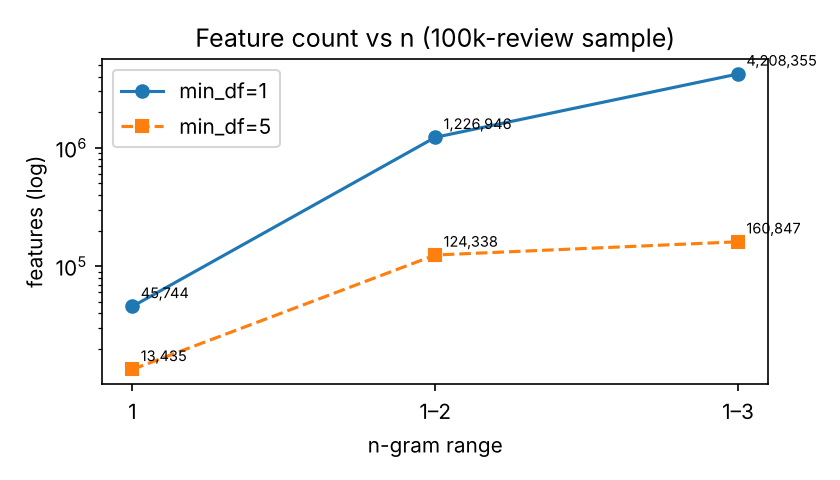 Feature count vs n (100k-review sample)
min_df=1
min_df=5
4,208,355
1,226,946
160,847
124,338
45,744
13,435
10⁶
10⁵
features (log)
1
1–2
1–3
n-gram range